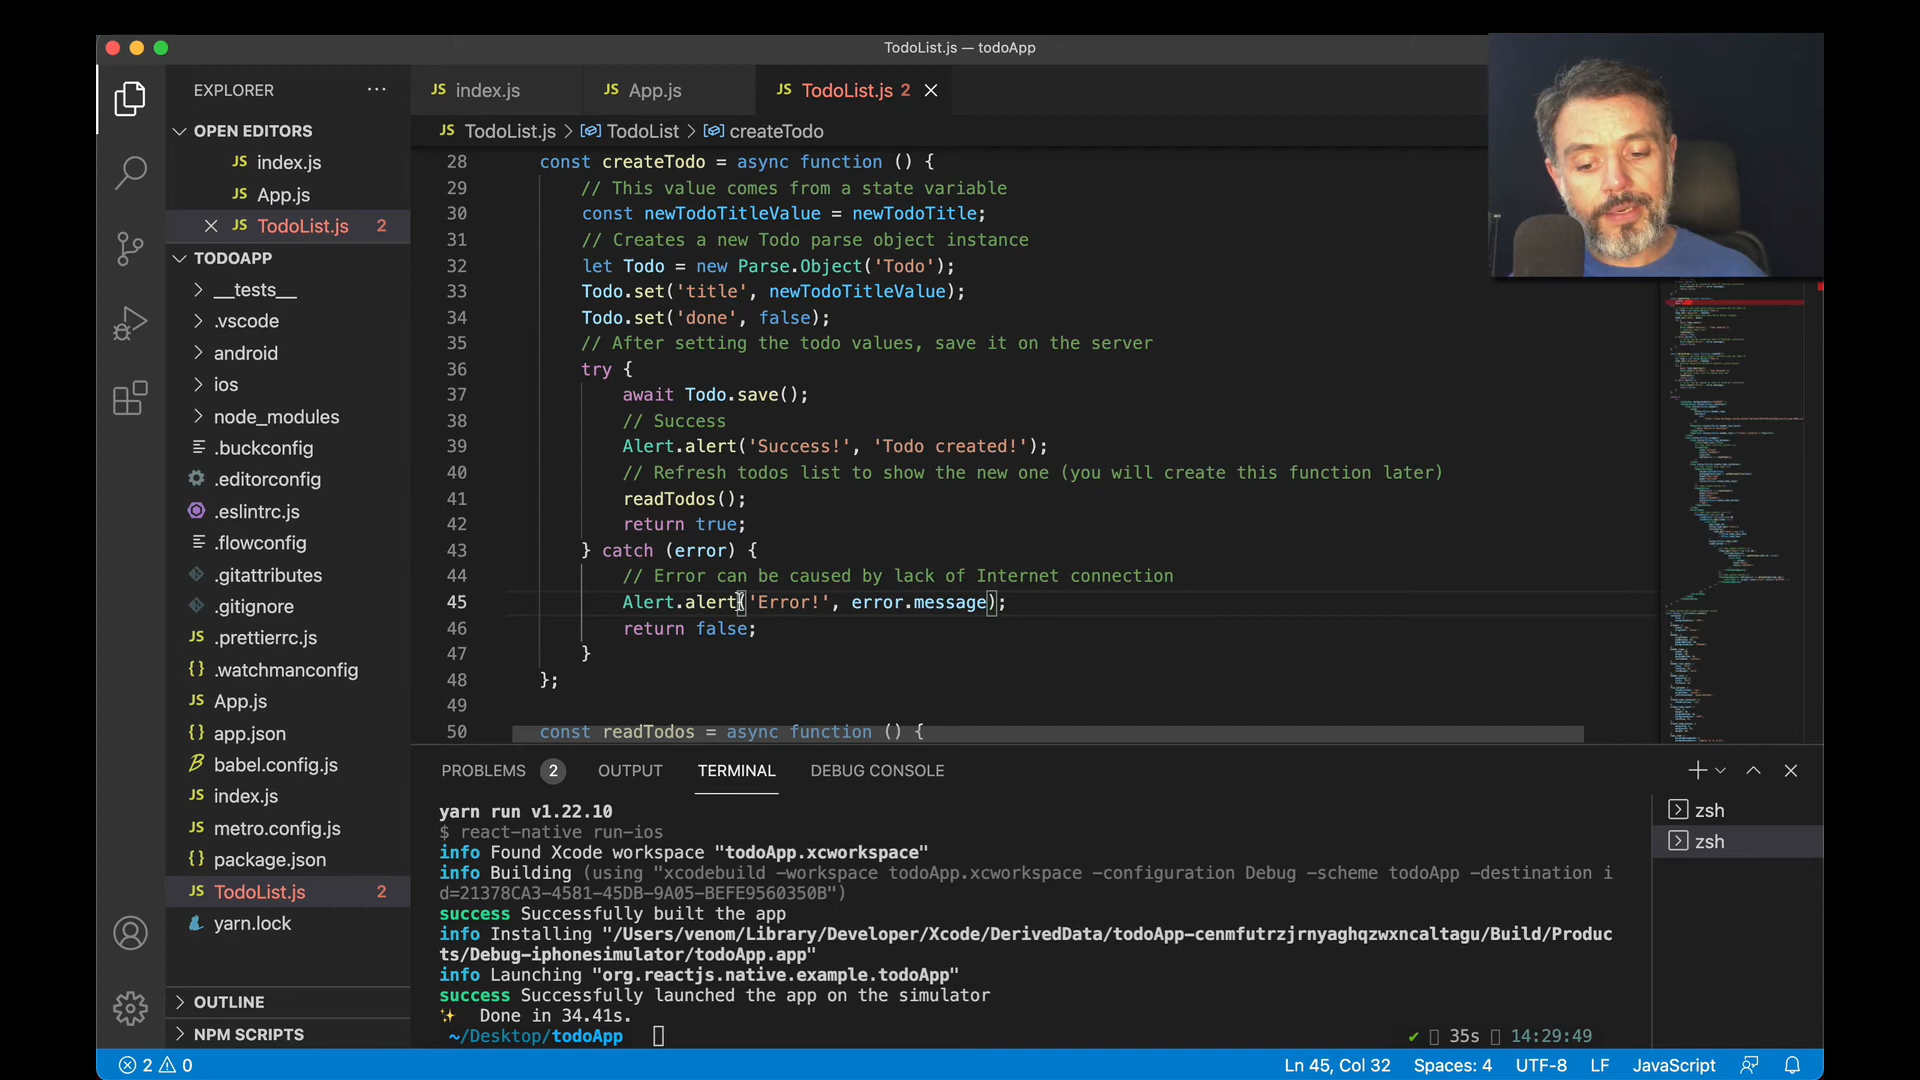 TodoList.js — todoApp
EXPLORER
OPEN EDITORS
JS index.js
JS App.js
JS TodoList.js 2
TODOAPP
__tests__
.vscode
android
ios
node_modules
.buckconfig
.editorconfig
.eslintrc.js
.flowconfig
.gitattributes
.gitignore
.prettierrc.js
.watchmanconfig
JS App.js
app.json
babel.config.js
JS index.js
JS metro.config.js
package.json
JS TodoList.js 2
yarn.lock
OUTLINE
NPM SCRIPTS
JS index.js
JS App.js
JS TodoList.js 2
JS TodoList.js > TodoList > createTodo
28 const createTodo = async function () {
29 // This value comes from a state variable
30 const newTodoTitleValue = newTodoTitle;
31 // Creates a new Todo parse object instance
32 let Todo = new Parse.Object('Todo');
33 Todo.set('title', newTodoTitleValue);
34 Todo.set('done', false);
35 // After setting the todo values, save it on the server
36 try {
37 await Todo.save();
38 // Success
39 Alert.alert('Success!', 'Todo created!');
40 // Refresh todos list to show the new one (you will create this function later)
41 readTodos();
42 return true;
43 } catch (error) {
44 // Error can be caused by lack of Internet connection
45 Alert.alert('Error!', error.message);
46 return false;
47 }
48 };
49
50 const readTodos = async function () {
PROBLEMS 2 OUTPUT TERMINAL DEBUG CONSOLE
yarn run v1.22.10
$ react-native run-ios
info Found Xcode workspace "todoApp.xcworkspace"
info Building (using "xcodebuild -workspace todoApp.xcworkspace -configuration Debug -scheme todoApp -destination i
d=21378CA3-4581-45DB-9A05-BEFE9560350B")
success Successfully built the app
info Installing "/Users/venom/Library/Developer/Xcode/DerivedData/todoApp-cenmfutrzjrnyaghqzwxncaltagu/Build/Produc
ts/Debug-iphonesimulator/todoApp.app"
info Launching "org.reactjs.native.example.todoApp"
success Successfully launched the app on the simulator
✨ Done in 34.41s.
~/Desktop/todoApp ✔ 35s 14:29:49
zsh
zsh
2 0 Ln 45, Col 32 Spaces: 4 UTF-8 LF JavaScript